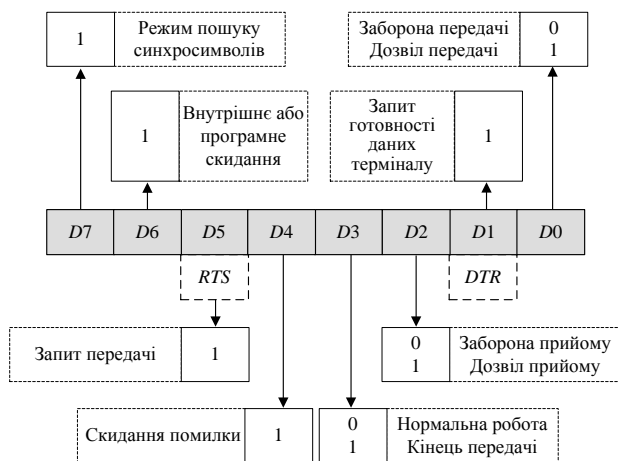 1
Режим пошуку
синхросимволів
Заборона передачі
Дозвіл передачі
0
1
1
Внутрішнє або
програмне
скидання
Запит
готовності
даних
терміналу
1
D7 D6 D5 D4 D3 D2 D1 D0
RTS
DTR
Запит передачі
1
0
1
Заборона прийому
Дозвіл прийому
Скидання помилки
1
0
1
Нормальна робота
Кінець передачі